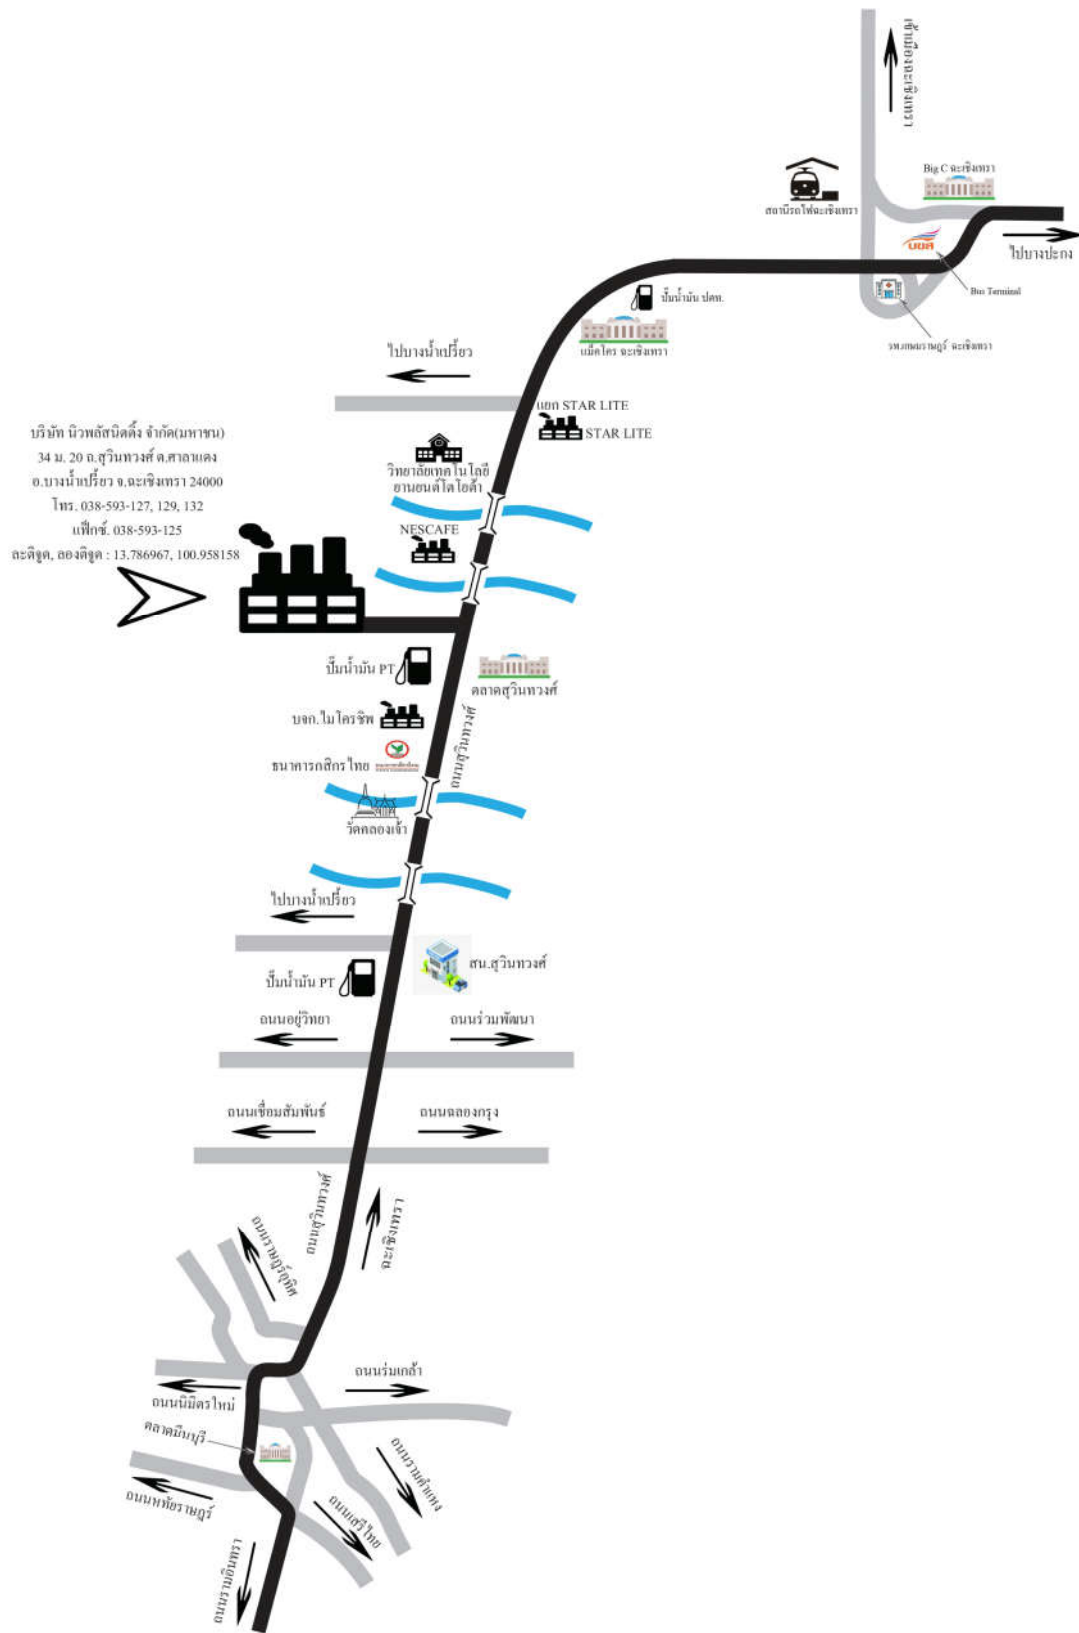 เข้าเมืองฉะเชิงเทรา
Big C ฉะเชิงเทรา
สถานีรถไฟฉะเชิงเทรา
บขส
ไปบางปะกง
Bus Terminal
ปั๊มน้ำมัน ปตท.
แม็คโคร ฉะเชิงเทรา
รพ.เกษมราษฎร์ ฉะเชิงเทรา
ไปบางน้ำเปรี้ยว
แยก STAR LITE
STAR LITE
บริษัท นิวพลัสนิตติ้ง จำกัด(มหาชน)
34 ม. 20 ถ.สุวินทวงศ์ ต.ศาลาแดง
อ.บางน้ำเปรี้ยว จ.ฉะเชิงเทรา 24000
โทร. 038-593-127, 129, 132
แฟ็กซ์. 038-593-125
ละติจูด, ลองติจูด : 13.786967, 100.958158
วิทยาลัยเทคโนโลยี
ยานยนต์โตโยต้า
NESCAFE
ปั๊มน้ำมัน PT
ตลาดสุวินทวงศ์
บจก.ไมโครชิพ
ถนนสุวินทวงศ์
ธนาคารกสิกรไทย
วัดคลองเจ้า
ไปบางน้ำเปรี้ยว
สน.สุวินทวงศ์
ปั๊มน้ำมัน PT
ถนนอยู่วิทยา
ถนนร่วมพัฒนา
ถนนเชื่อมสัมพันธ์
ถนนฉลองกรุง
ถนนสุวินทวงศ์
ฉะเชิงเทรา
ถนนราษฎร์อุทิศ
ถนนร่มเกล้า
ถนนนิมิตรใหม่
ตลาดมีนบุรี
ถนนรามคำแหง
ถนนหทัยราษฎร์
ถนนเสรีไทย
ถนนรามอินทรา